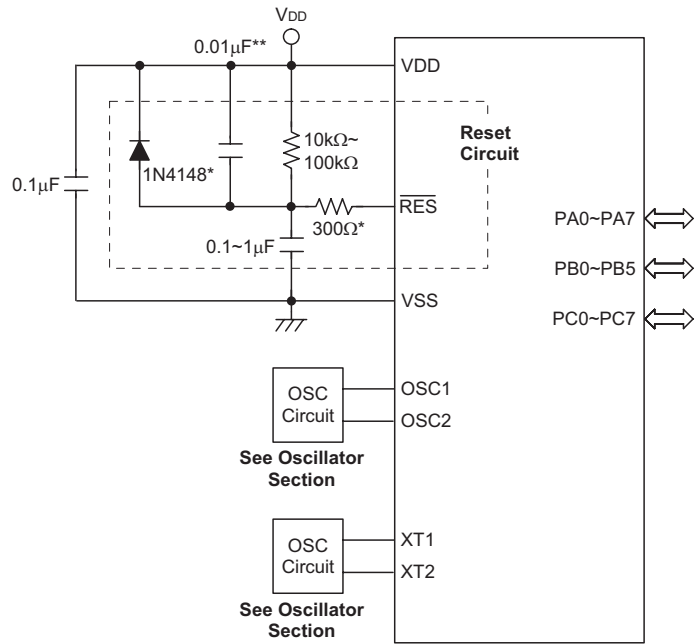 VDD
0.01μF**
VDD
10kΩ~
100kΩ
Reset
Circuit
1N4148*
0.1μF
RES
300Ω*
0.1~1μF
PA0~PA7
PB0~PB5
VSS
PC0~PC7
OSC
Circuit
OSC1
OSC2
See Oscillator
Section
OSC
Circuit
XT1
XT2
See Oscillator
Section